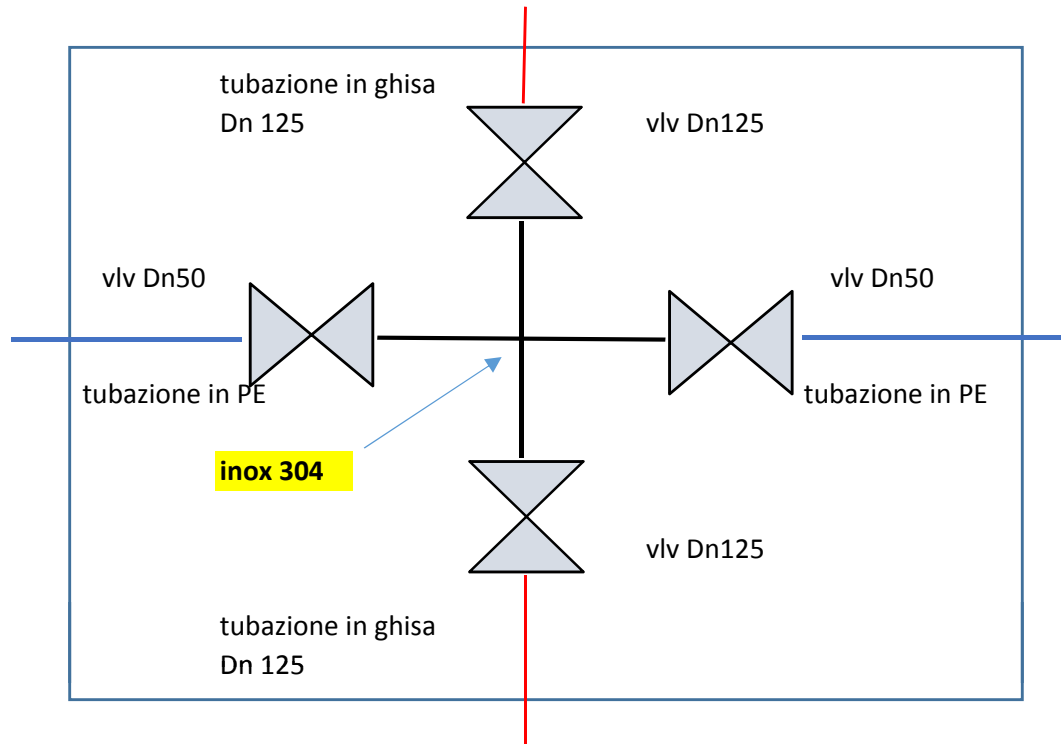 tubazione in ghisa
Dn 125
vlv Dn125
vlv Dn50
vlv Dn50
tubazione in PE
tubazione in PE
inox 304
vlv Dn125
tubazione in ghisa
Dn 125